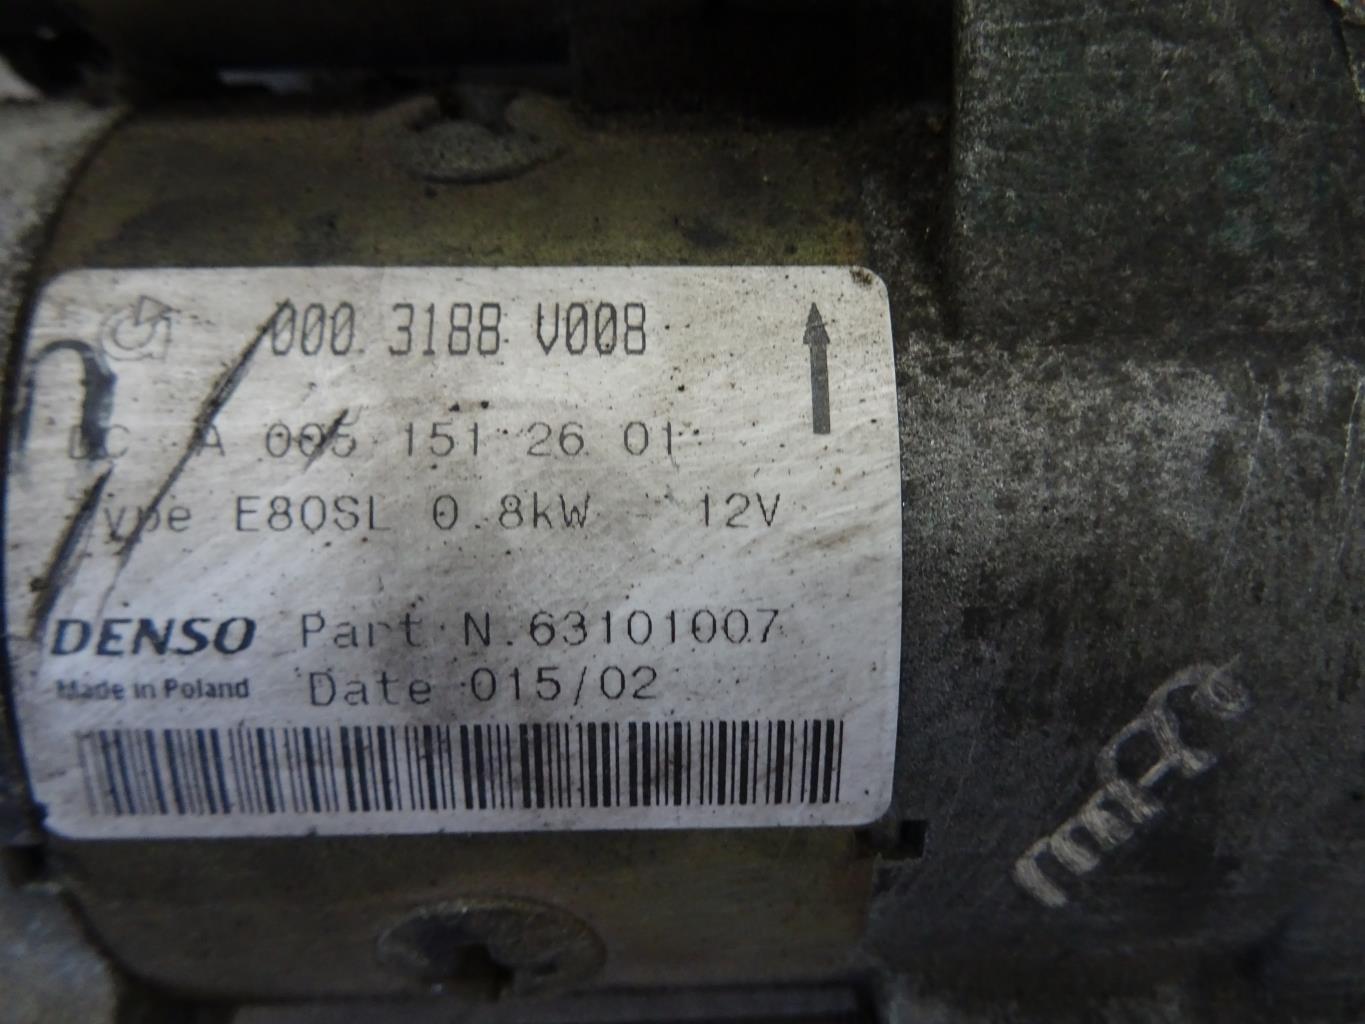 000 3188 V008
A 005 151 26 01
Type E80SL 0.8kW - 12V
DENSO Part N.63101007
Made in Poland Date 015/02